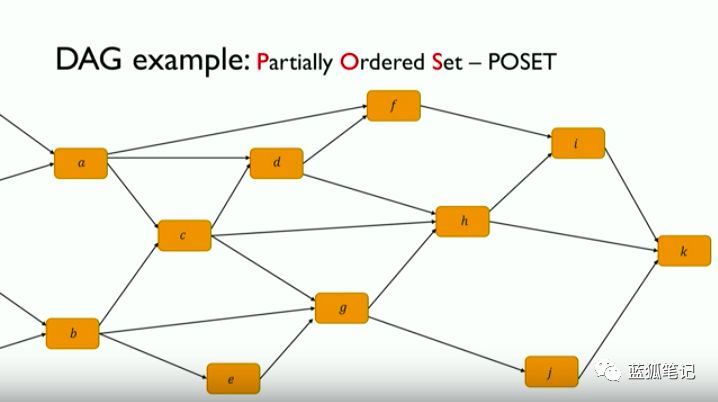 DAG example: Partially Ordered Set – POSET
f
a
d
i
c
h
k
g
b
e
j
蓝狐笔记